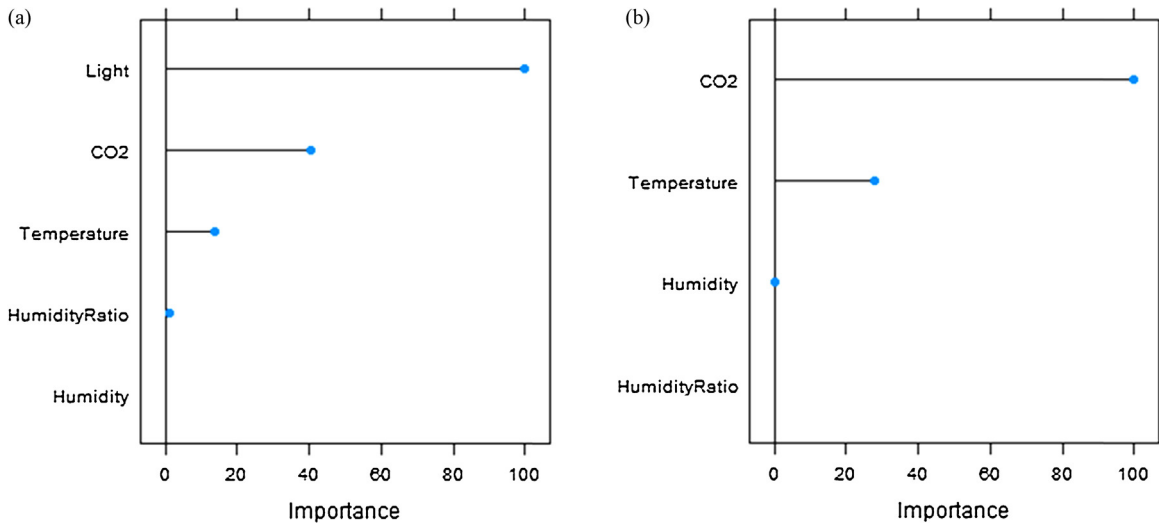 (a)
Light
CO2
Temperature
HumidityRatio
Humidity
0 20 40 60 80 100
Importance
(b)
CO2
Temperature
Humidity
HumidityRatio
0 20 40 60 80 100
Importance